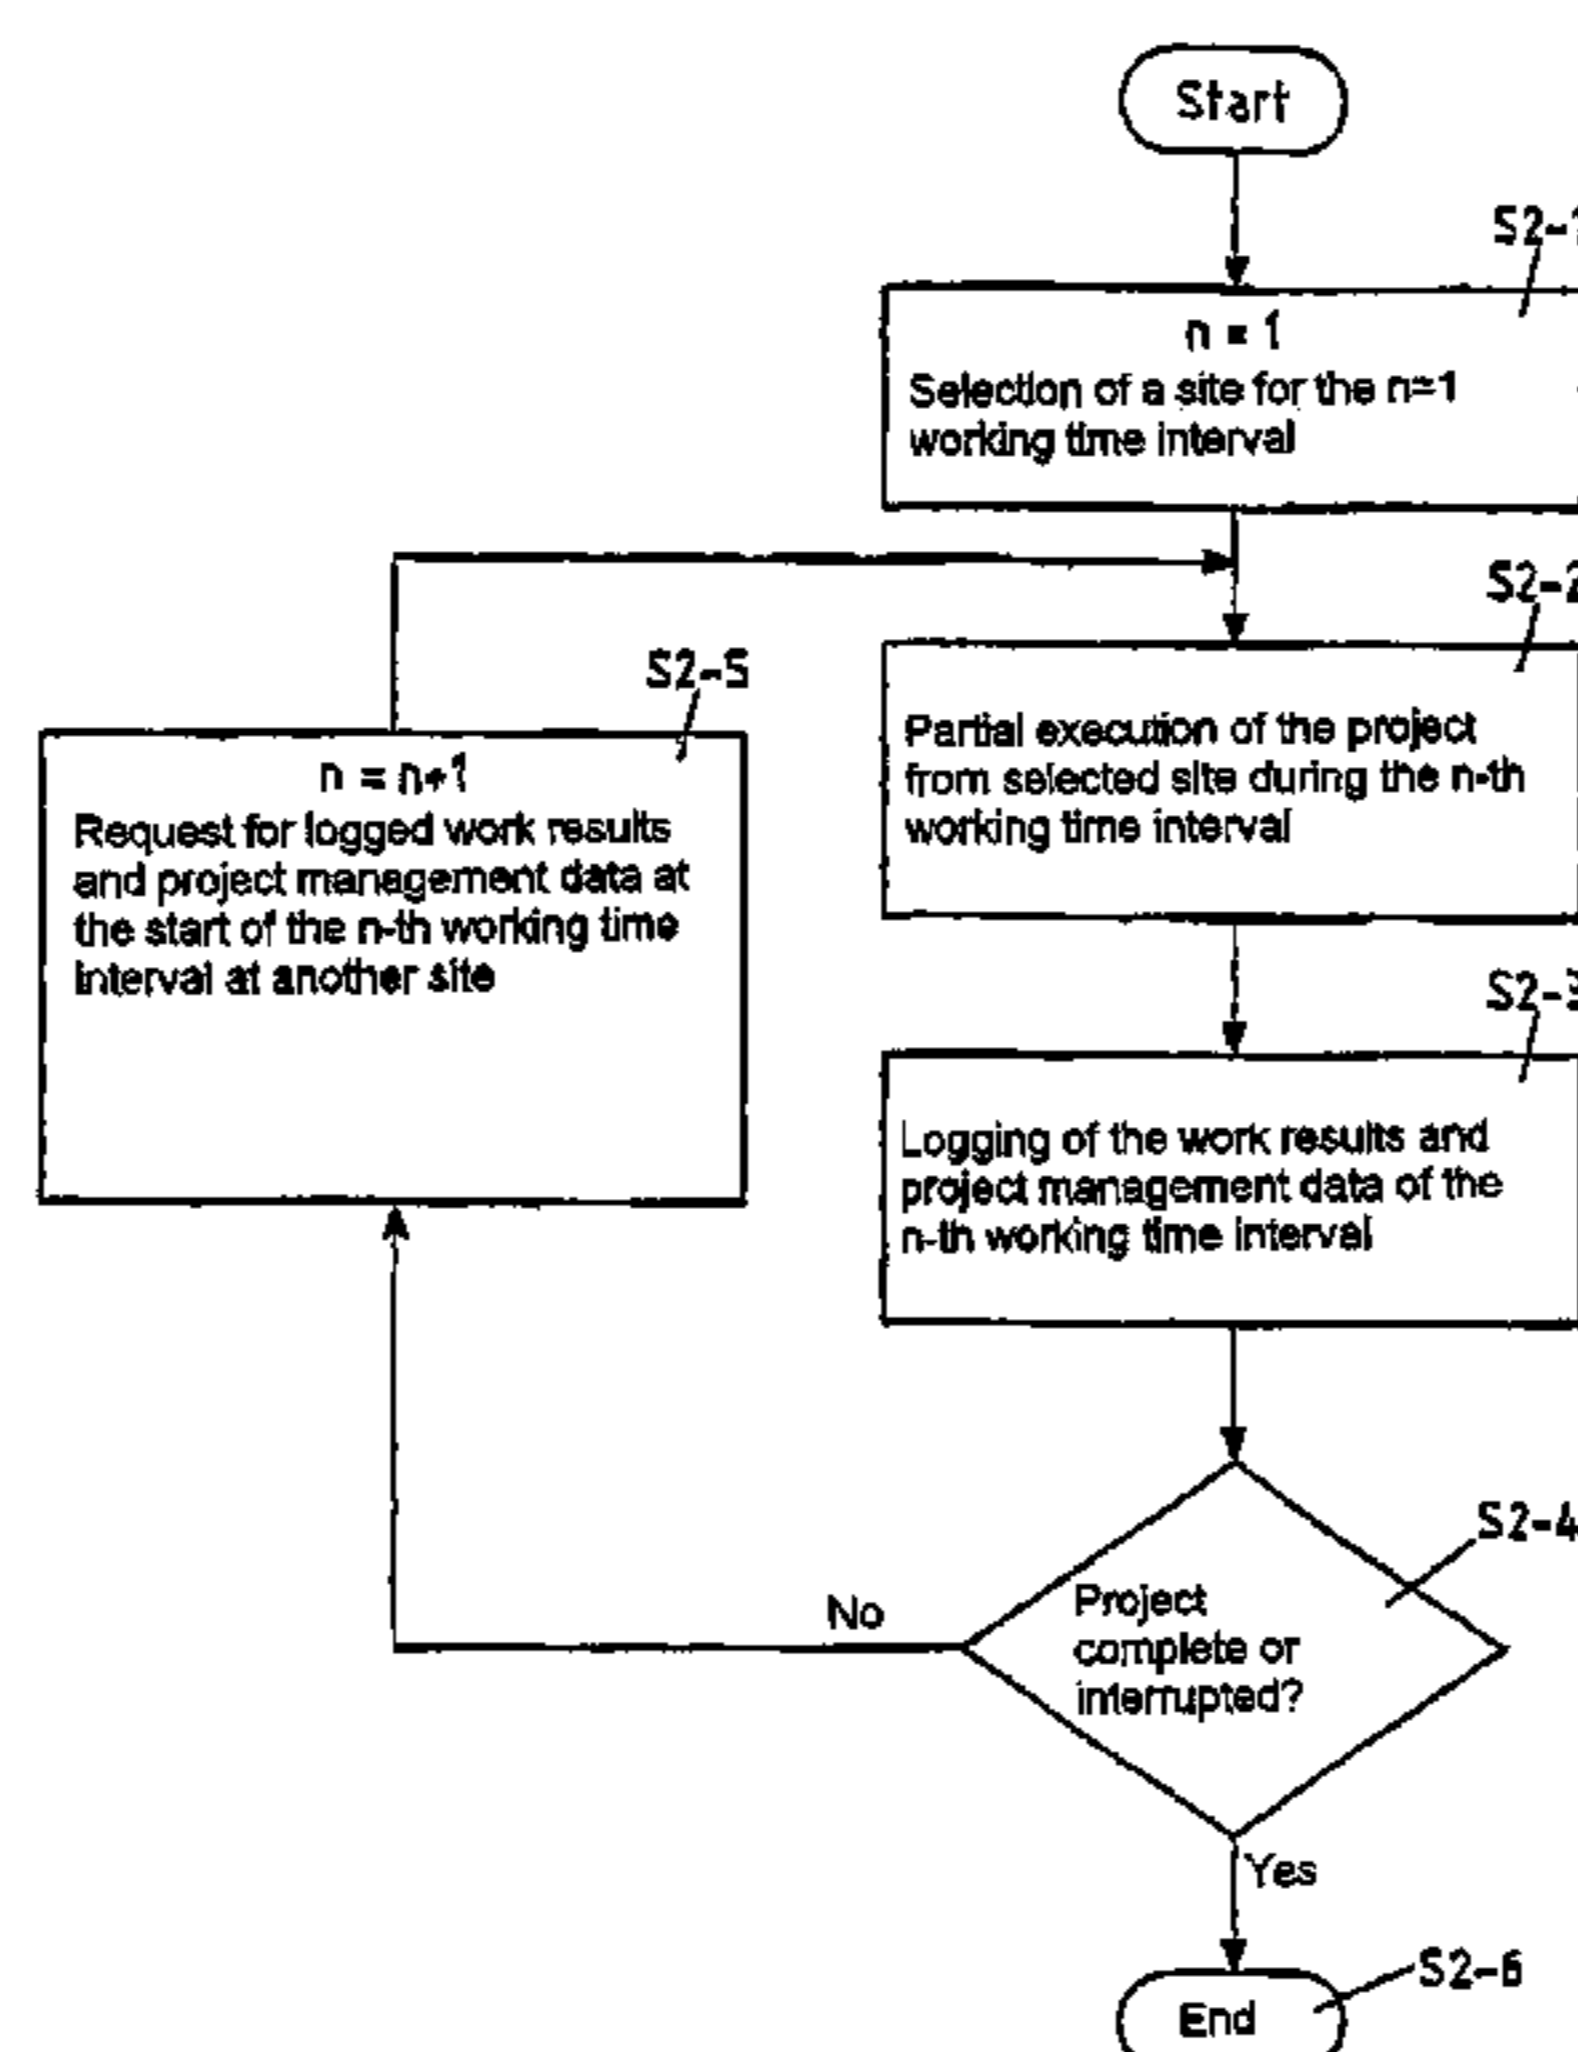 Start
S2-1
n = 1
Selection of a site for the n=1
working time interval
S2-2
Partial execution of the project
from selected site during the n-th
working time interval
S2-5
n = n+1
Request for logged work results
and project management data at
the start of the n-th working time
interval at another site
S2-3
Logging of the work results and
project management data of the
n-th working time interval
S2-4
Project
complete or
interrupted?
No
Yes
S2-6
End